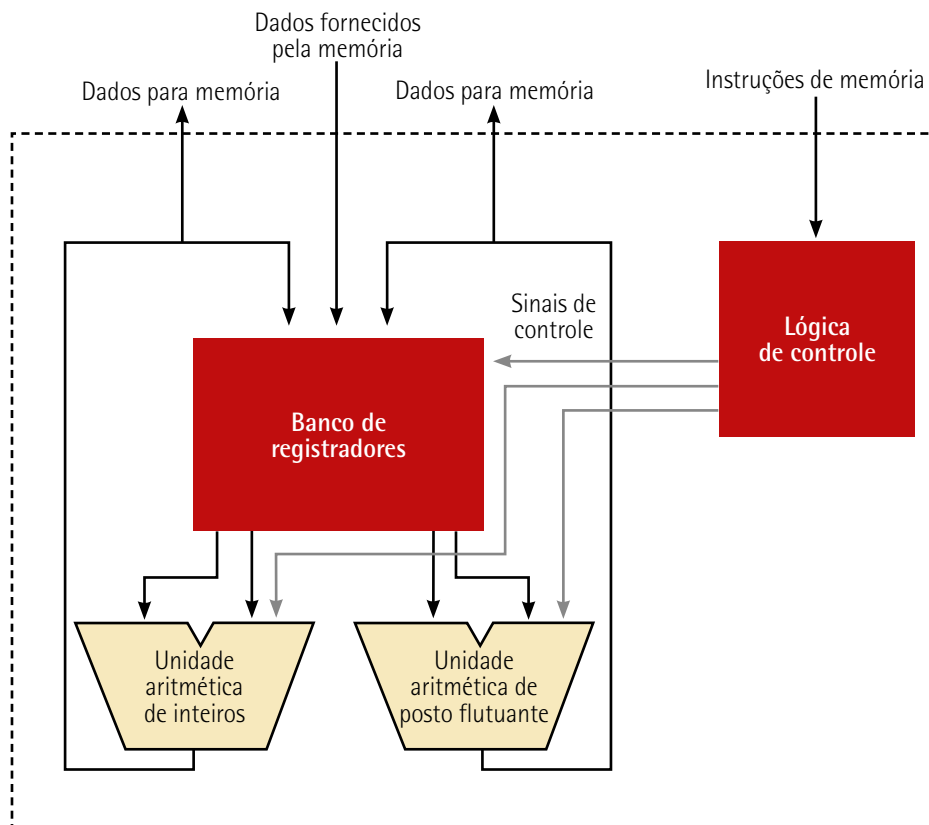 Dados fornecidos
pela memória
Dados para memória
Dados para memória
Instruções de memória
Sinais de
controle
Lógica
de controle
Banco de
registradores
Unidade
aritmética
de inteiros
Unidade
aritmética de
posto flutuante